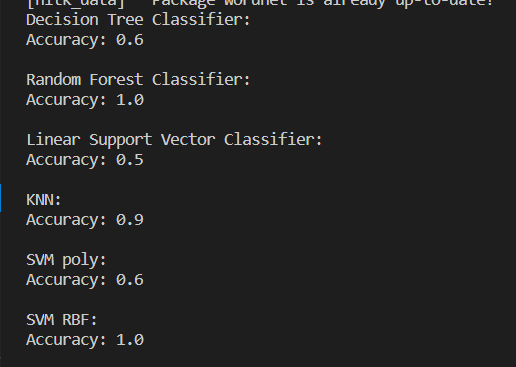 [nltk_data]   Package wordnet is already up-to-date!
Decision Tree Classifier:
Accuracy: 0.6
Random Forest Classifier:
Accuracy: 1.0
Linear Support Vector Classifier:
Accuracy: 0.5
KNN:
Accuracy: 0.9
SVM poly:
Accuracy: 0.6
SVM RBF:
Accuracy: 1.0